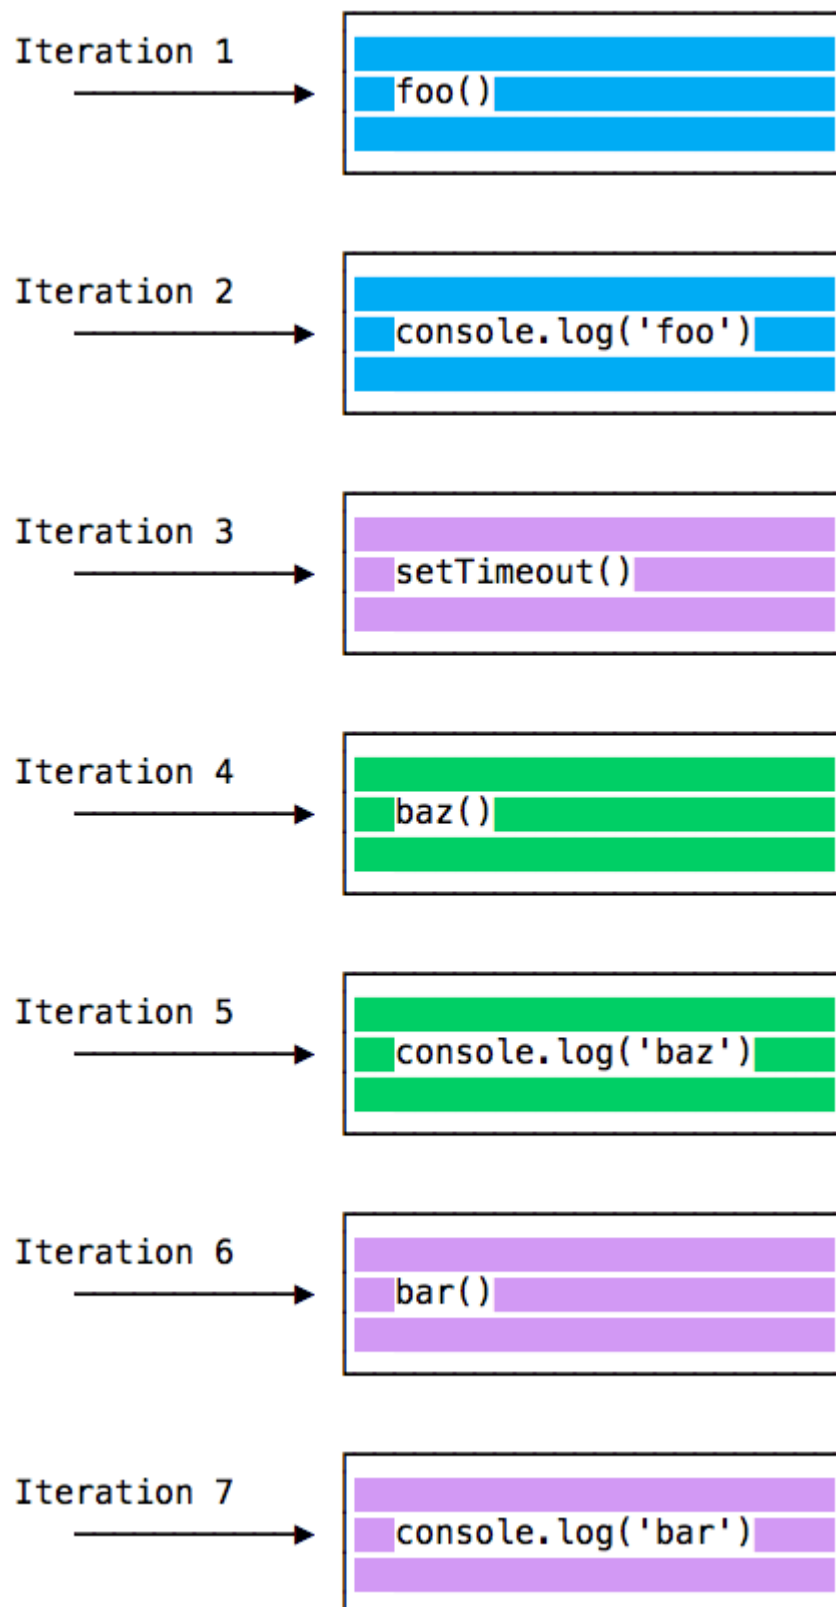 Iteration 1
foo()
Iteration 2
console.log('foo')
Iteration 3
setTimeout()
Iteration 4
baz()
Iteration 5
console.log('baz')
Iteration 6
bar()
Iteration 7
console.log('bar')